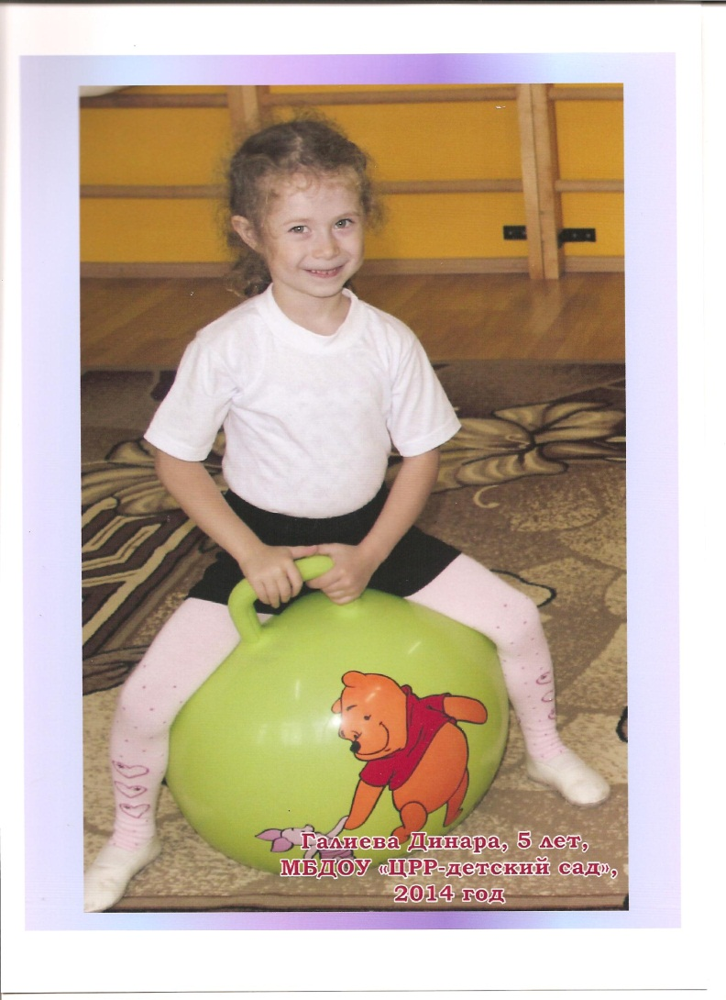 Галиева Динара, 5 лет,
МБДОУ «ЦРР-детский сад»,
2014 год